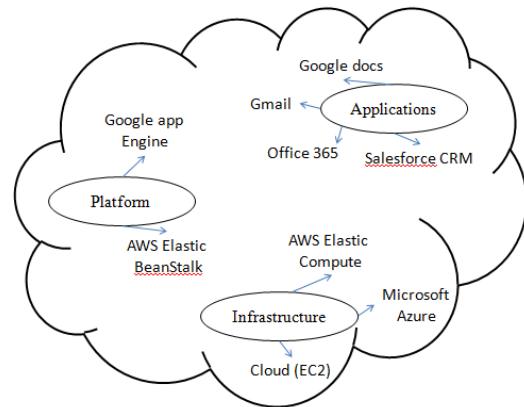 Google docs
Gmail
Applications
Google app
Engine
Office 365
Salesforce CRM
Platform
AWS Elastic
BeanStalk
AWS Elastic
Compute
Microsoft
Azure
Infrastructure
Cloud (EC2)